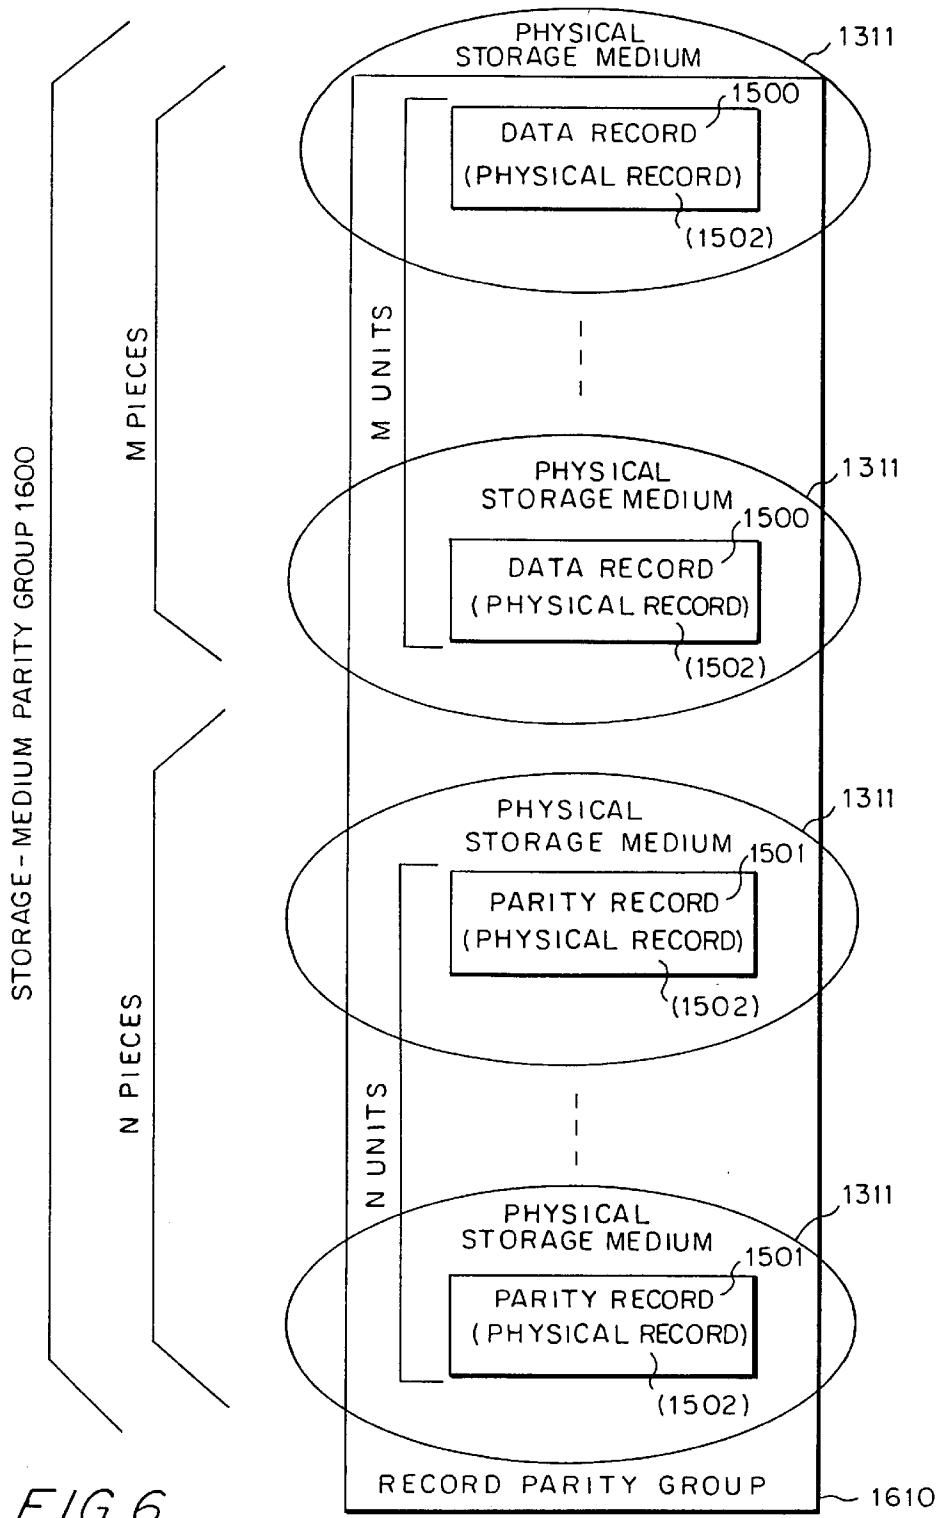 PHYSICAL
STORAGE MEDIUM
1311
1500
DATA RECORD
(PHYSICAL RECORD)
(1502)
M PIECES
M UNITS
STORAGE-MEDIUM PARITY GROUP 1600
PHYSICAL
STORAGE MEDIUM
1311
1500
DATA RECORD
(PHYSICAL RECORD)
(1502)
PHYSICAL
STORAGE MEDIUM
1311
1501
PARITY RECORD
(PHYSICAL RECORD)
(1502)
N PIECES
N UNITS
PHYSICAL
STORAGE MEDIUM
1311
1501
PARITY RECORD
(PHYSICAL RECORD)
(1502)
RECORD PARITY GROUP
1610
FIG.6